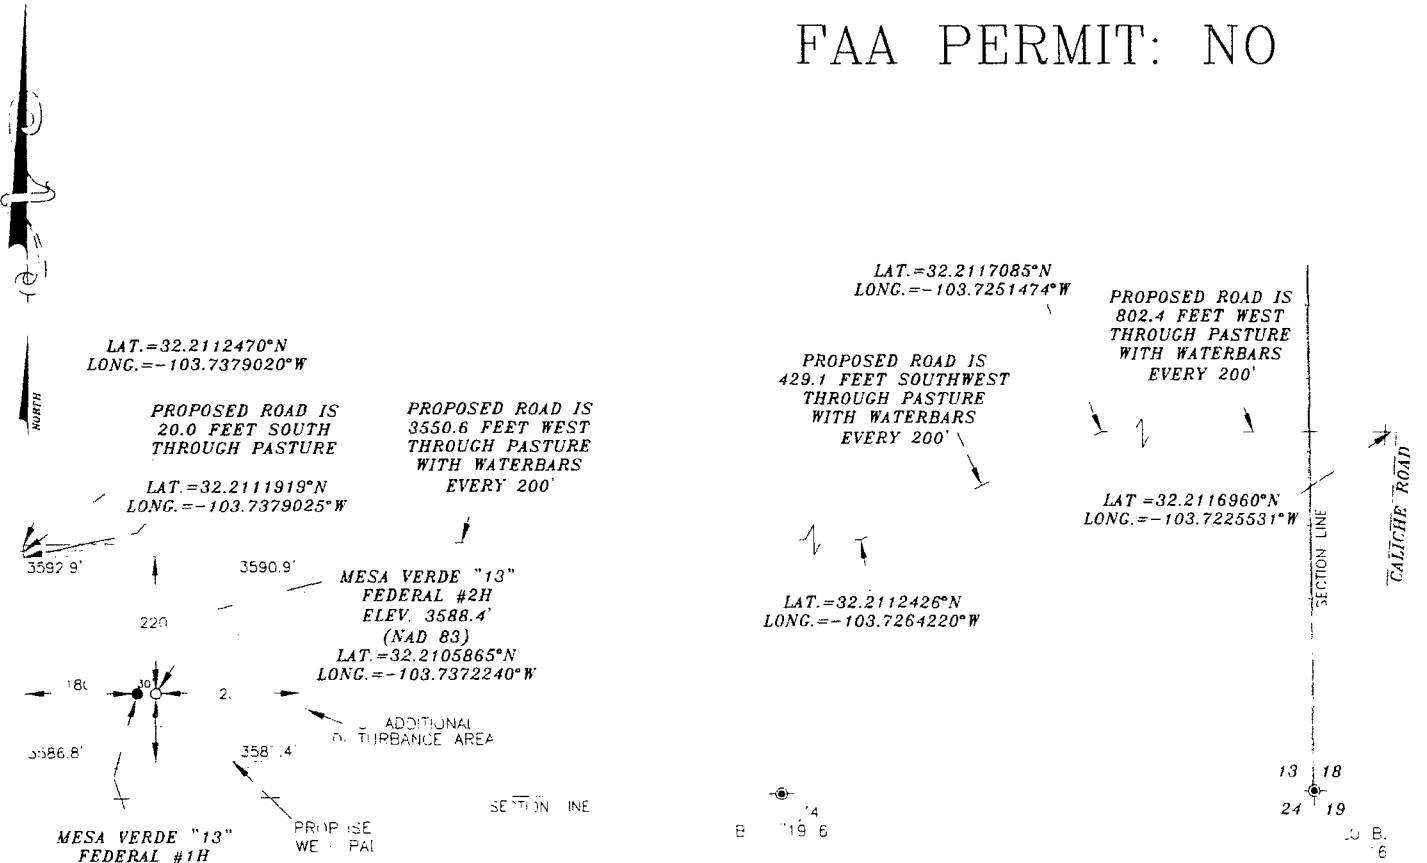 FAA PERMIT: NO
LAT.=32.2117085°N
LONG.=-103.7251474°W
PROPOSED ROAD IS
802.4 FEET WEST
THROUGH PASTURE
WITH WATERBARS
EVERY 200'
LAT.=32.2112470°N
LONG.=-103.7379020°W
PROPOSED ROAD IS
429.1 FEET SOUTHWEST
THROUGH PASTURE
WITH WATERBARS
EVERY 200'
NORTH
PROPOSED ROAD IS
20.0 FEET SOUTH
THROUGH PASTURE
PROPOSED ROAD IS
3550.6 FEET WEST
THROUGH PASTURE
WITH WATERBARS
EVERY 200'
LAT.=32.2111919°N
LONG.=-103.7379025°W
LAT =32.2116960°N
LONG.=-103.7225531°W
CALICHE ROAD
SECTION LINE
3592 9'
3590.9'
MESA VERDE "13"
FEDERAL #2H
ELEV. 3588.4'
(NAD 83)
LAT.=32.2105865°N
LONG.=-103.7372240°W
LAT.=32.2112426°N
LONG.=-103.7264220°W
220
30'
ADDITIONAL
AREA
13 18
24 19
MESA VERDE "13"
FEDERAL #1H